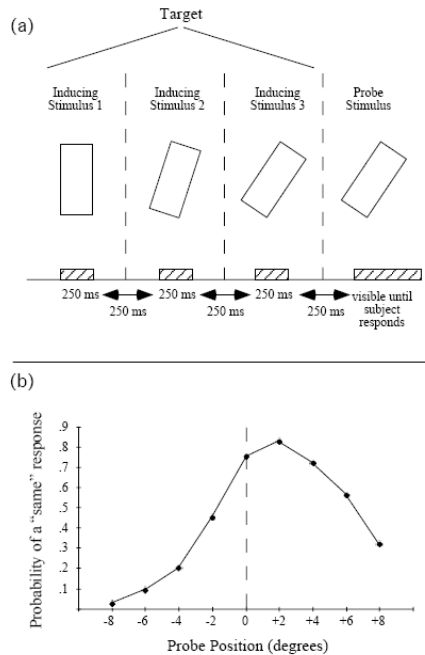 (a)
Target
Inducing Stimulus 1
Inducing Stimulus 2
Inducing Stimulus 3
Probe Stimulus
250 ms
250 ms
250 ms
visible until subject responds
250 ms
250 ms
250 ms
(b)
Probability of a “same” response
.9
.8
.7
.6
.5
.4
.3
.2
.1
-8
-6
-4
-2
0
+2
+4
+6
+8
Probe Position (degrees)